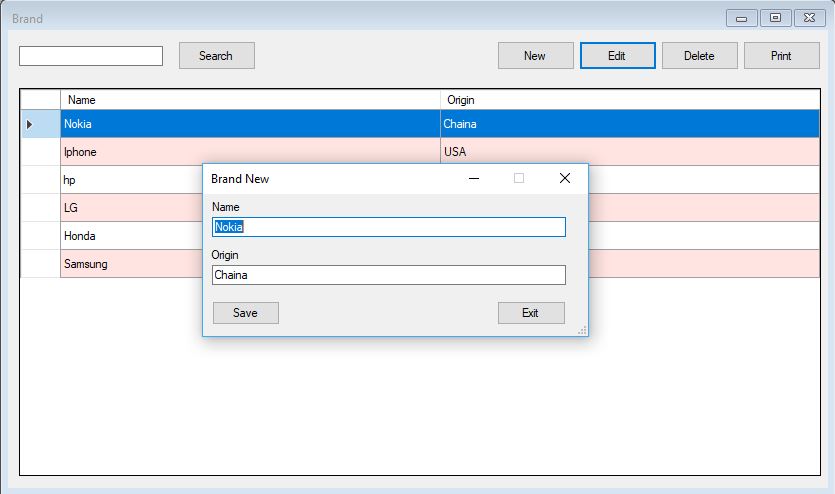 Brand
Search New Edit Delete Print
Name Origin
Nokia Chaina
Iphone USA
hp
LG
Honda
Samsung
Brand New
Name
Nokia
Origin
Chaina
Save Exit